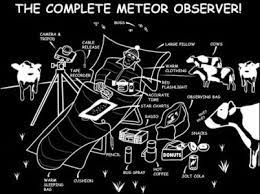 THE COMPLETE METEOR OBSERVER!
BUGS
CAMERA &
TRIPOD
CABLE
RELEASE
LARGE PILLOW
COWS
TAPE
RECORDER
WARM
CLOTHING
RED
FLASHLIGHT
ACCURATE
TIME
OBSERVING BAG
STAR CHARTS
RADIO
SNACKS
PENCIL
DONUTS
WARM
SLEEPING
BAG
CUSHION
BUG SPRAY
HOT
COFFEE
JOLT COLA